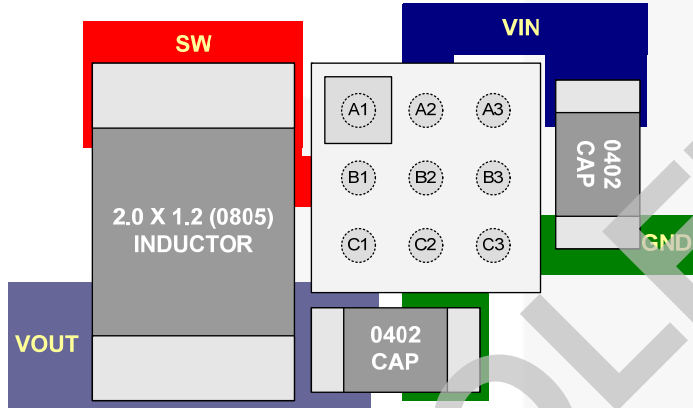 SW
VIN
A1 A2 A3
0402
CAP
B1 B2 B3
2.0 X 1.2 (0805)
INDUCTOR
C1 C2 C3
GND
VOUT
0402
CAP